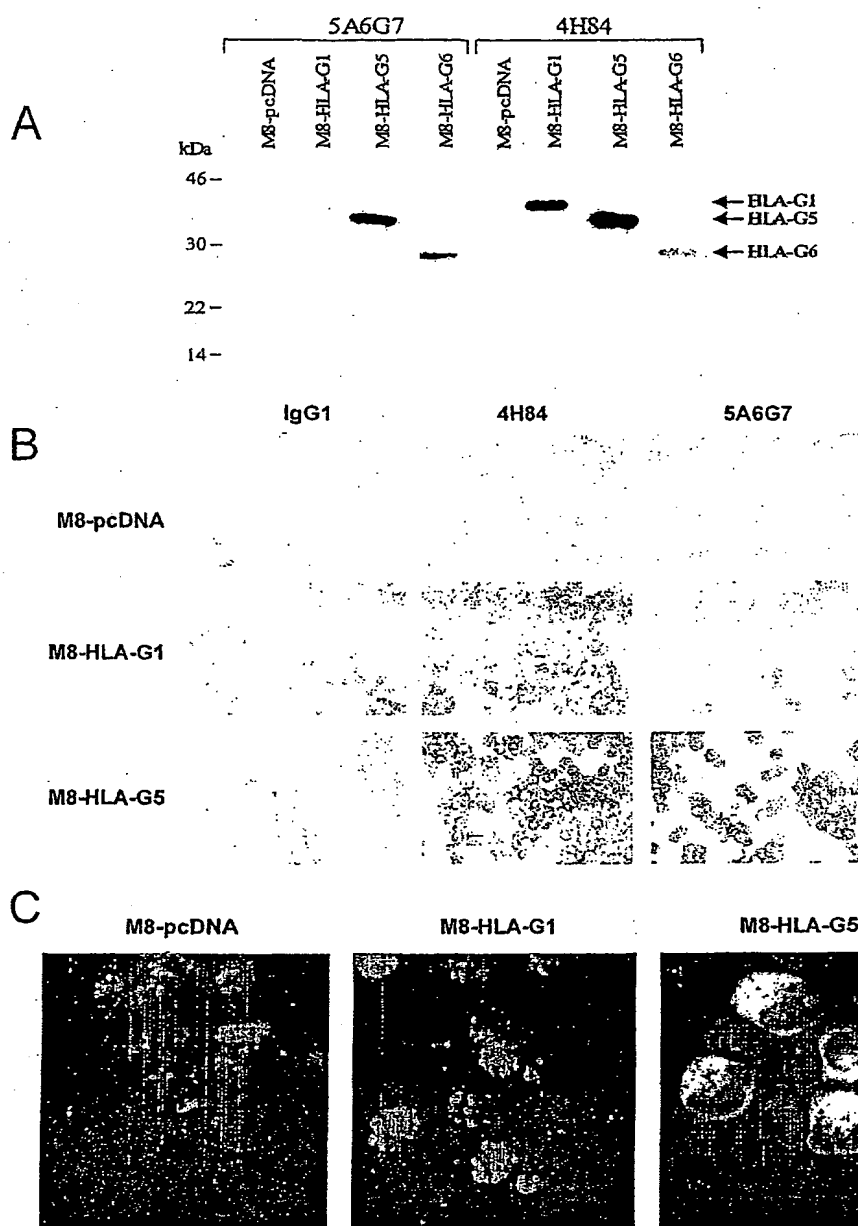 5A6G7 4H84
M8-pcDNA M8-HLA-G1 M8-HLA-G5 M8-HLA-G6 M8-pcDNA M8-HLA-G1 M8-HLA-G5 M8-HLA-G6
A
kDa
46
HLA-G1
HLA-G5
30
HLA-G6
22
14
B
IgG1 4H84 5A6G7
M8-pcDNA
M8-HLA-G1
M8-HLA-G5
C
M8-pcDNA M8-HLA-G1 M8-HLA-G5